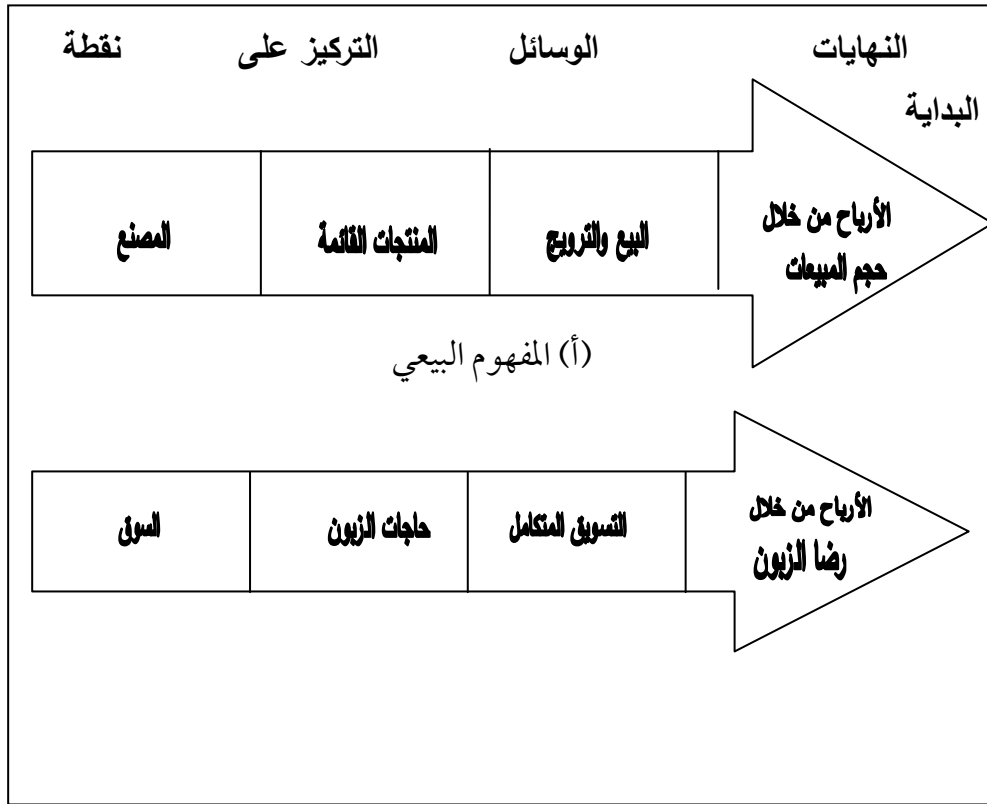 نقطة التركيز على الوسائل النهايات
البداية
المصنع المنتجات القائمة البيع والترويج الأرباح من خلال
حجم المبيعات
(أ) المفهوم البيعي
السوق حاجات الزبون التسويق المتكامل الأرباح من خلال
رضا الزبون